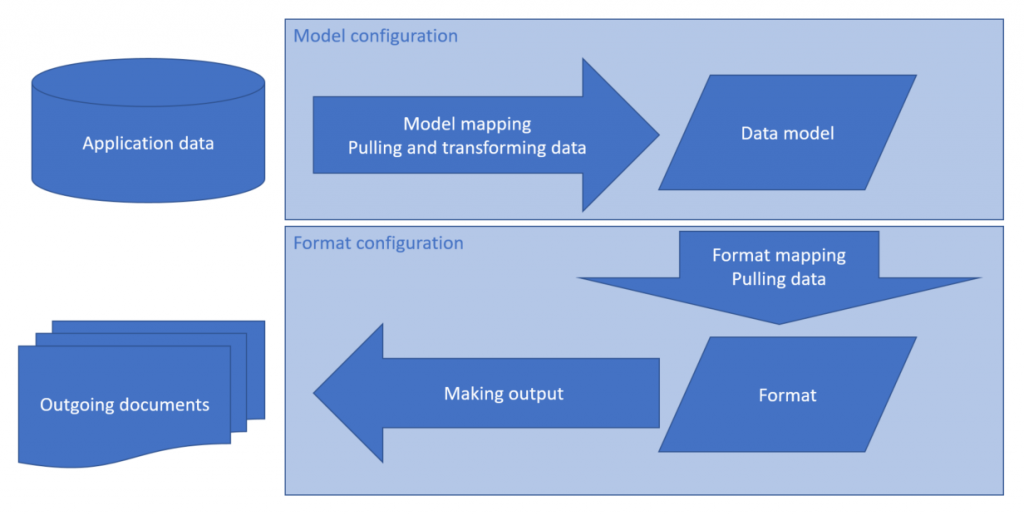 Model configuration
Application data
Model mapping
Pulling and transforming data
Data model
Format configuration
Format mapping
Pulling data
Outgoing documents
Making output
Format